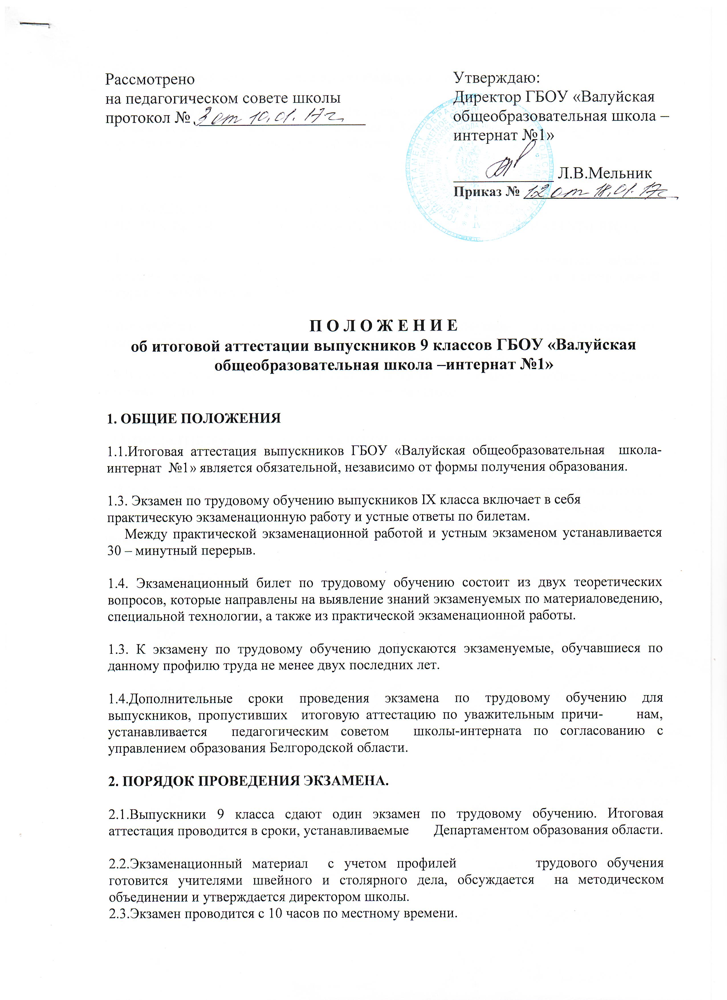 Рассмотрено
на педагогическом совете школы
протокол № 3 от 10.01.17г.
Утверждаю:
Директор ГБОУ «Валуйская
общеобразовательная школа –
интернат №1»
Л.В.Мельник
Приказ № 12 от 18.01.17г
П О Л О Ж Е Н И Е
об итоговой аттестации выпускников 9 классов ГБОУ «Валуйская
общеобразовательная школа –интернат №1»
1. ОБЩИЕ ПОЛОЖЕНИЯ
1.1.Итоговая аттестация выпускников ГБОУ «Валуйская общеобразовательная школа-
интернат №1» является обязательной, независимо от формы получения образования.
1.3. Экзамен по трудовому обучению выпускников IX класса включает в себя
практическую экзаменационную работу и устные ответы по билетам.
Между практической экзаменационной работой и устным экзаменом устанавливается
30 – минутный перерыв.
1.4. Экзаменационный билет по трудовому обучению состоит из двух теоретических
вопросов, которые направлены на выявление знаний экзаменуемых по материаловедению,
специальной технологии, а также из практической экзаменационной работы.
1.3. К экзамену по трудовому обучению допускаются экзаменуемые, обучавшиеся по
данному профилю труда не менее двух последних лет.
1.4.Дополнительные сроки проведения экзамена по трудовому обучению для
выпускников, пропустивших итоговую аттестацию по уважительным причи- нам,
устанавливается педагогическим советом школы-интерната по согласованию с
управлением образования Белгородской области.
2. ПОРЯДОК ПРОВЕДЕНИЯ ЭКЗАМЕНА.
2.1.Выпускники 9 класса сдают один экзамен по трудовому обучению. Итоговая
аттестация проводится в сроки, устанавливаемые Департаментом образования области.
2.2.Экзаменационный материал с учетом профилей трудового обучения
готовится учителями швейного и столярного дела, обсуждается на методическом
объединении и утверждается директором школы.
2.3.Экзамен проводится с 10 часов по местному времени.